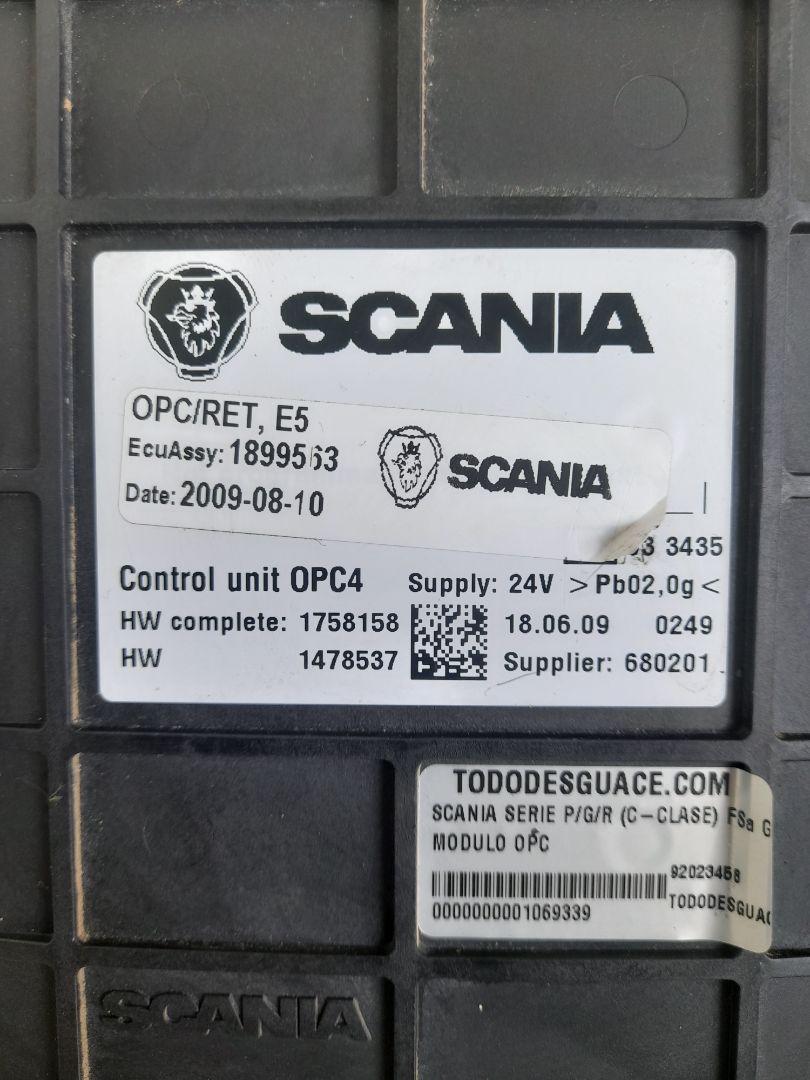 SCANIA
OPC/RET, E5
EcuAssy: 1899563
SCANIA
Date: 2009-08-10
3435
Control unit OPC4 Supply: 24V >Pb02,0g<
HW complete: 1758158 18.06.09 0249
HW 1478537 Supplier: 680201
TODODESGUACE.COM
SCANIA SERIE P/G/R (C-CLASE) FSa G
MODULO OPC
92023458
TODODESGUAC
0000000001069339
SCANIA